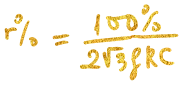 r% = 100% / 2√3 fRC